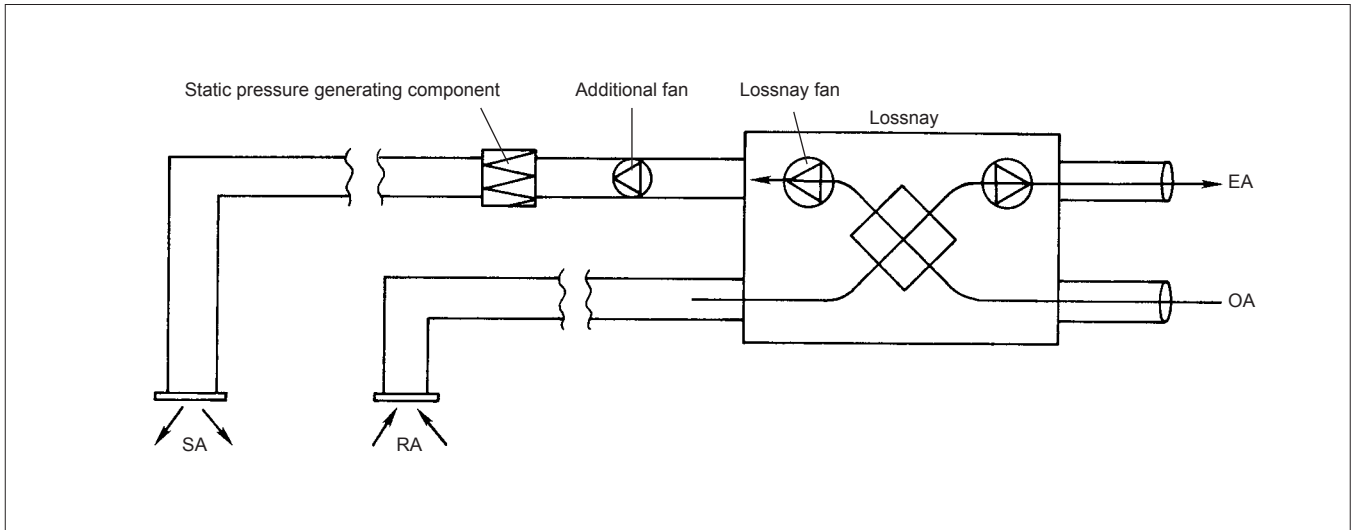 Static pressure generating component
Additional fan
Lossnay fan
Lossnay
EA
OA
SA
RA